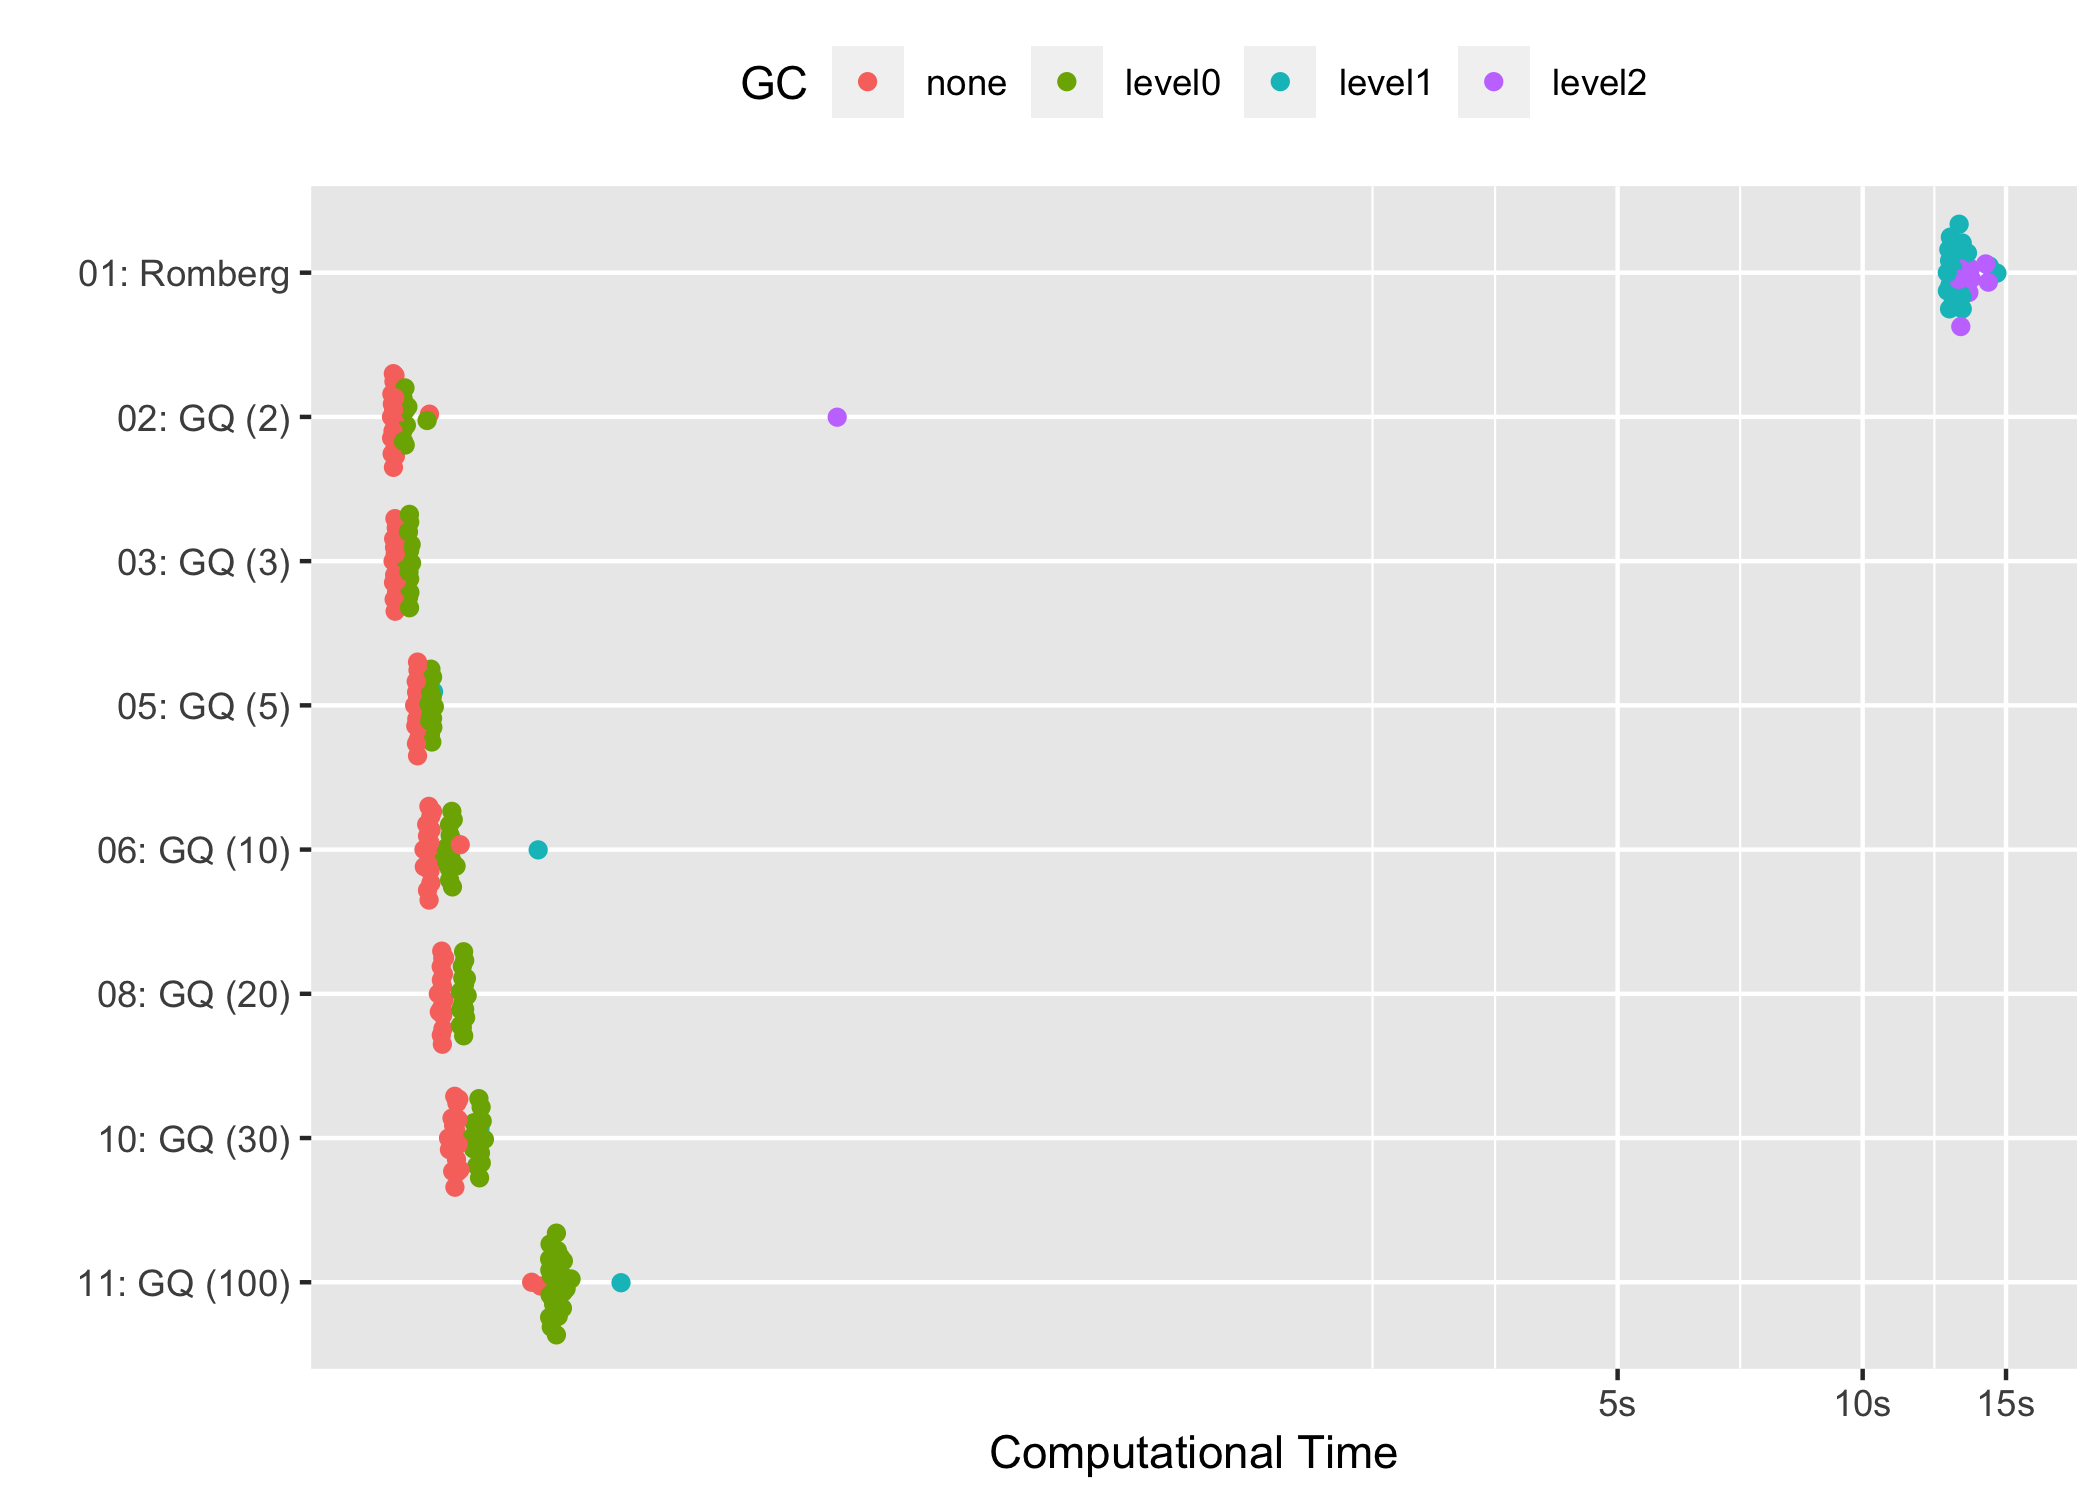 GC none level0 level1 level2
01: Romberg
02: GQ (2)
03: GQ (3)
05: GQ (5)
06: GQ (10)
08: GQ (20)
10: GQ (30)
11: GQ (100)
5s 10s 15s
Computational Time